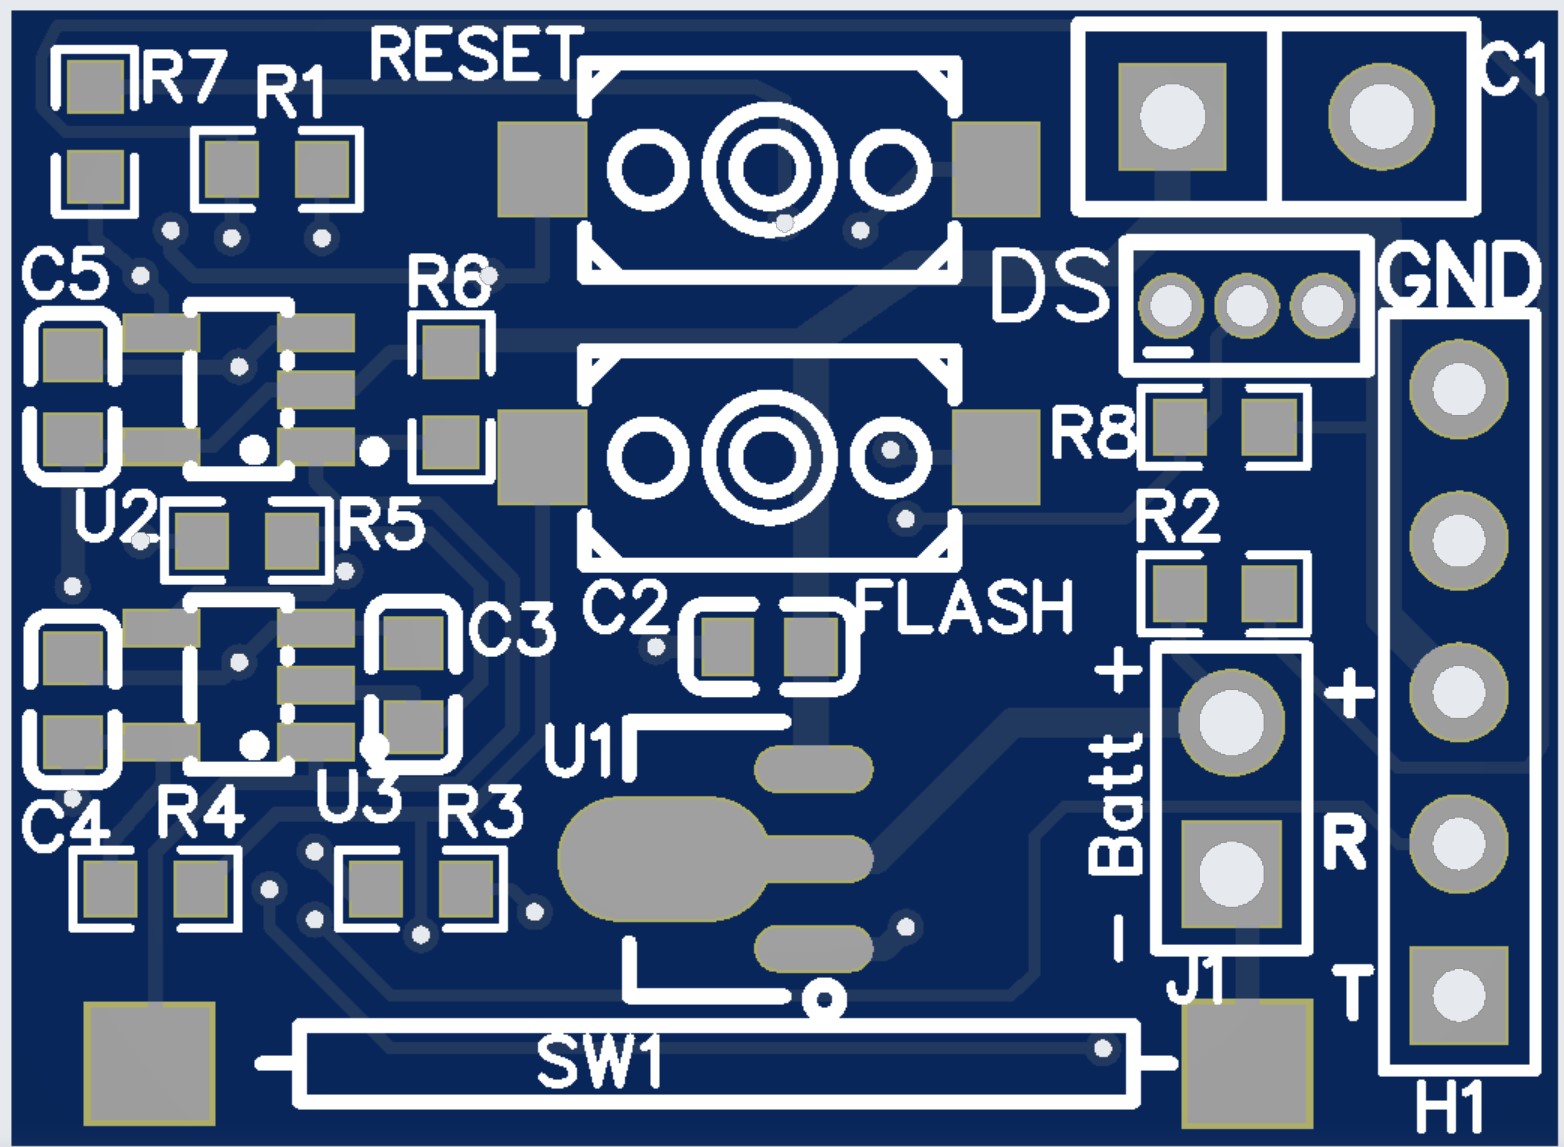 RESET
C1
R7
R1
C5
R6
DS
GND
R8
U2
R5
R2
C2
FLASH
C3
+
+
U1
U3
R4
R3
C4
- Batt
R
J1
T
SW1
H1